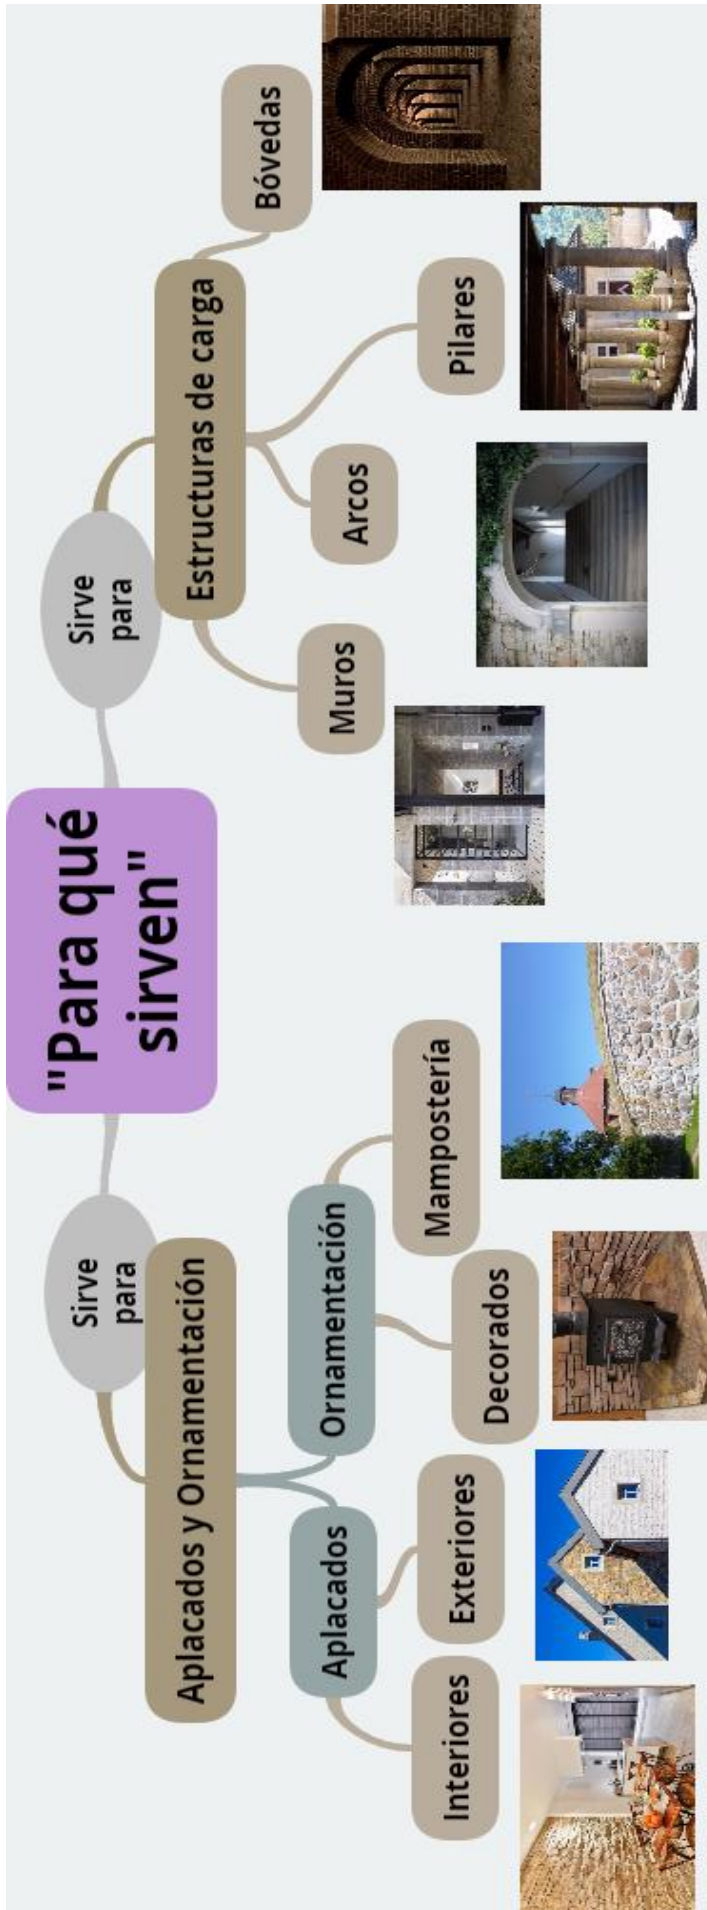 "Para qué
sirven"
Sirve
para
Aplacados y Ornamentación
Aplacados
Interiores
Exteriores
Ornamentación
Decorados
Mampostería
Sirve
para
Estructuras de carga
Muros
Arcos
Pilares
Bóvedas